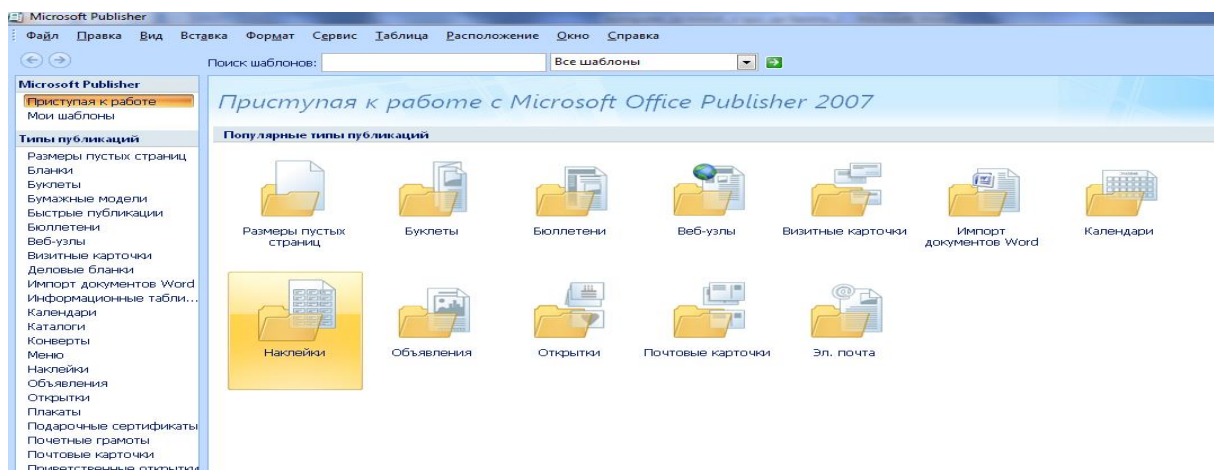 Microsoft Publisher
Файл Правка Вид Вставка Формат Сервис Таблица Расположение Окно Справка
Поиск шаблонов: Все шаблоны
Microsoft Publisher
Приступая к работе
Мои шаблоны
Типы публикаций
Размеры пустых страниц
Бланки
Буклеты
Бумажные модели
Быстрые публикации
Бюллетени
Веб-узлы
Визитные карточки
Деловые бланки
Импорт документов Word
Информационные табли...
Календари
Каталоги
Конверты
Меню
Наклейки
Объявления
Открытки
Плакаты
Подарочные сертификаты
Почетные грамоты
Почтовые карточки
Приветственные открытки
Приступая к работе с Microsoft Office Publisher 2007
Популярные типы публикаций
Размеры пустых
страниц
Буклеты
Бюллетени
Веб-узлы
Визитные карточки
Импорт
документов Word
Календари
Наклейки
Объявления
Открытки
Почтовые карточки
Эл. почта